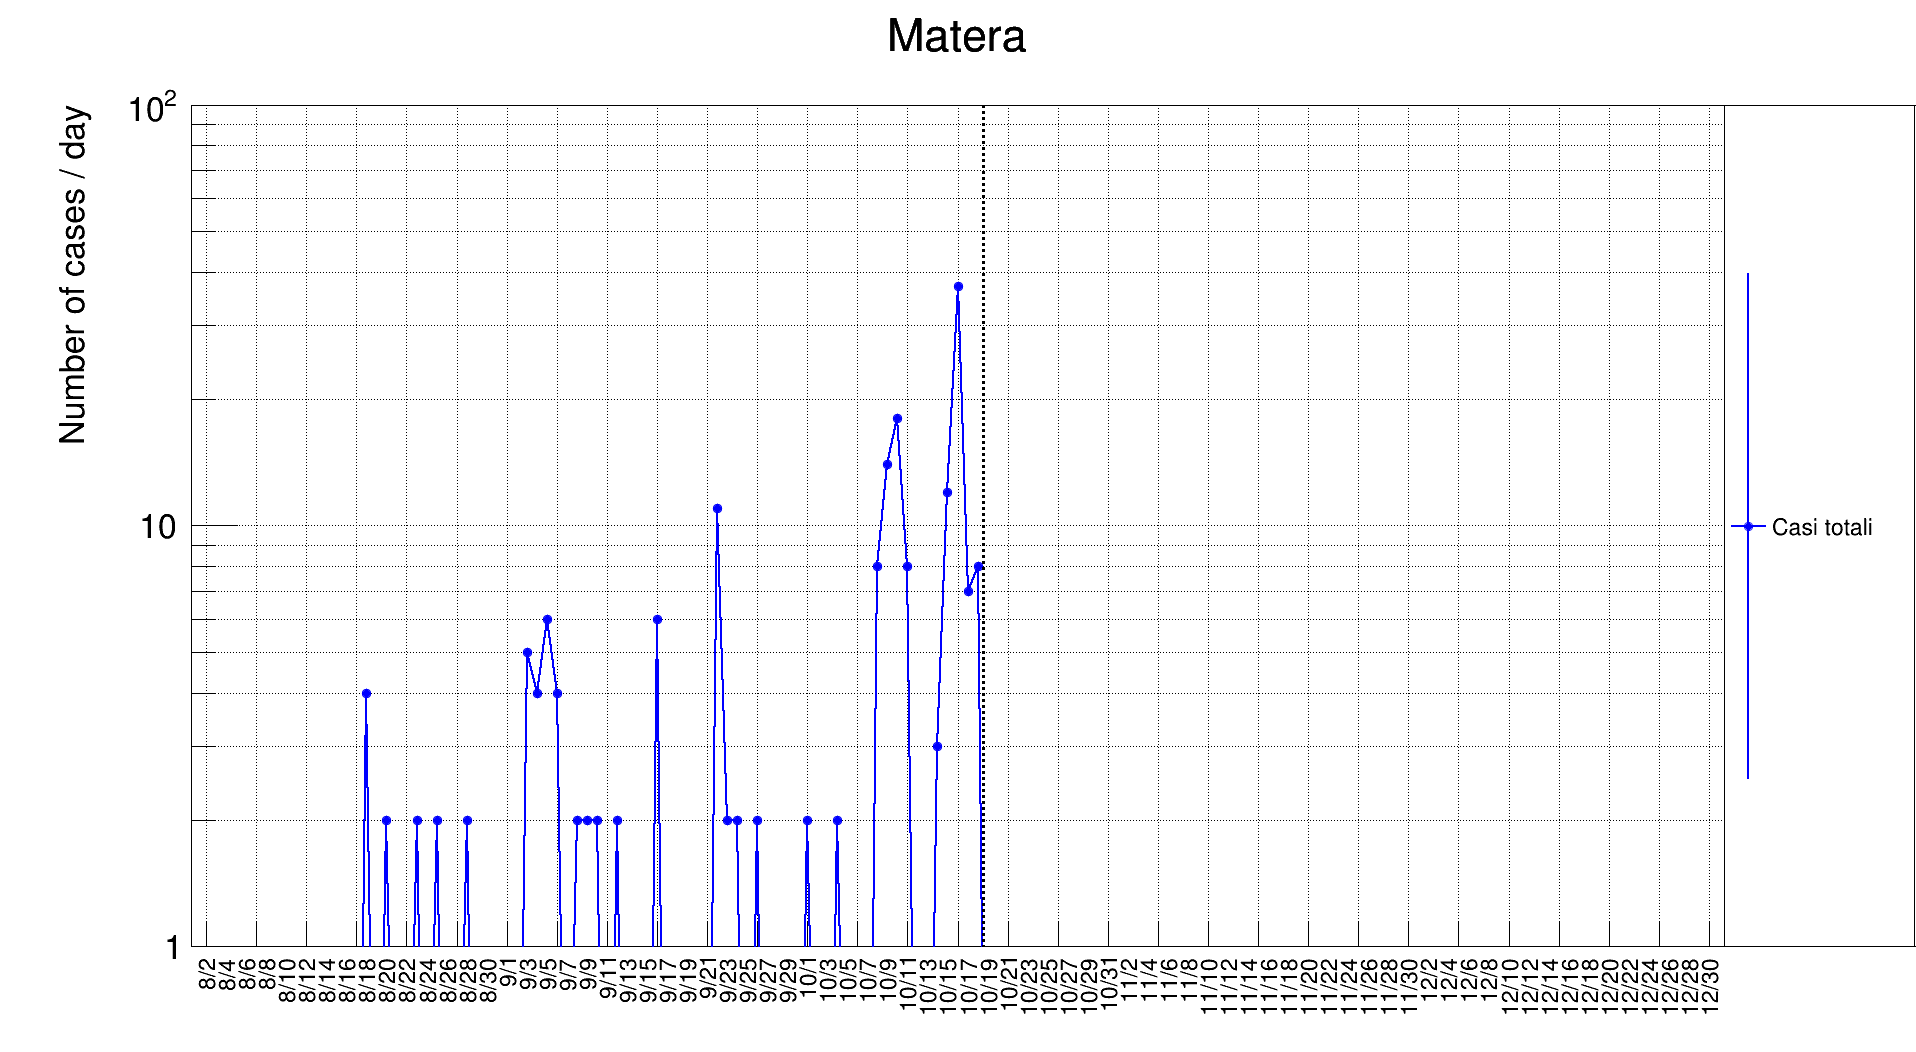 Matera
Number of cases / day
10²
10
1
8/2 8/4 8/6 8/8 8/10 8/12 8/14 8/16 8/18 8/20 8/22 8/24 8/26 8/28 8/30 9/1 9/3 9/5 9/7 9/9 9/11 9/13 9/15 9/17 9/19 9/21 9/23 9/25 9/27 9/29 10/1 10/3 10/5 10/7 10/9 10/11 10/13 10/15 10/17 10/19 10/21 10/23 10/25 10/27 10/29 10/31 11/2 11/4 11/6 11/8 11/10 11/12 11/14 11/16 11/18 11/20 11/22 11/24 11/26 11/28 11/30 12/2 12/4 12/6 12/8 12/10 12/12 12/14 12/16 12/18 12/20 12/22 12/24 12/26 12/28 12/30
Casi totali